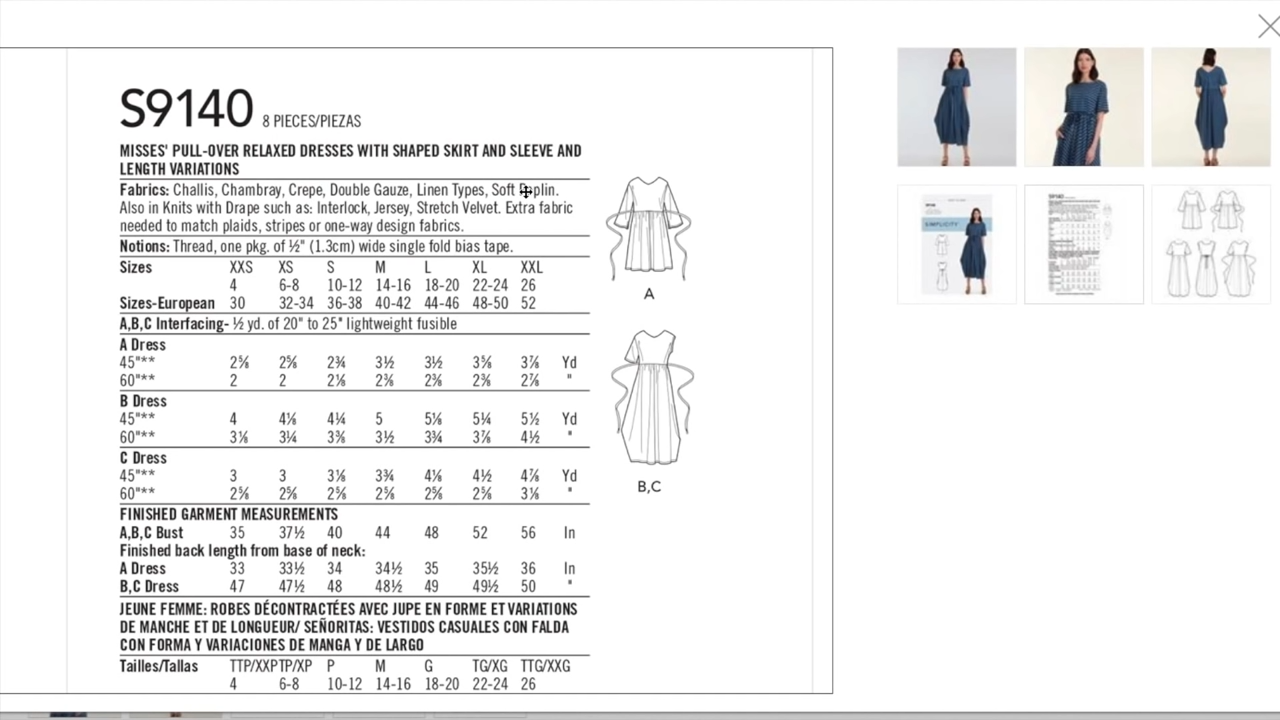 S9140 8 PIECES/PIEZAS
MISSES' PULL-OVER RELAXED DRESSES WITH SHAPED SKIRT AND SLEEVE AND
LENGTH VARIATIONS
Fabrics: Challis, Chambray, Crepe, Double Gauze, Linen Types, Soft Poplin.
Also in Knits with Drape such as: Interlock, Jersey, Stretch Velvet. Extra fabric
needed to match plaids, stripes or one-way design fabrics.
Notions: Thread, one pkg. of ½" (1.3cm) wide single fold bias tape.
Sizes XXS XS S M L XL XXL
4 6-8 10-12 14-16 18-20 22-24 26
Sizes-European 30 32-34 36-38 40-42 44-46 48-50 52
A,B,C Interfacing- ½ yd. of 20" to 25" lightweight fusible
A Dress
45"** 2⅝ 2⅝ 2¾ 3½ 3½ 3⅝ 3⅞ Yd
60"** 2 2 2⅛ 2⅜ 2⅜ 2⅜ 2⅞ "
B Dress
45"** 4 4⅛ 4¼ 5 5⅛ 5¼ 5½ Yd
60"** 3⅛ 3¼ 3⅜ 3½ 3¾ 3⅞ 4½ "
C Dress
45"** 3 3 3⅛ 3¾ 4⅛ 4½ 4⅞ Yd
60"** 2⅝ 2⅝ 2⅝ 2⅝ 2⅝ 2⅝ 3⅛ "
FINISHED GARMENT MEASUREMENTS
A,B,C Bust 35 37½ 40 44 48 52 56 In
Finished back length from base of neck:
A Dress 33 33½ 34 34½ 35 35½ 36 In
B,C Dress 47 47½ 48 48½ 49 49½ 50 "
JEUNE FEMME: ROBES DÉCONTRACTÉES AVEC JUPE EN FORME ET VARIATIONS
DE MANCHE ET DE LONGUEUR/ SEÑORITAS: VESTIDOS CASUALES CON FALDA
CON FORMA Y VARIACIONES DE MANGA Y DE LARGO
Tailles/Tallas TTP/XXP TP/XP P M G TG/XG TTG/XXG
4 6-8 10-12 14-16 18-20 22-24 26
A
B,C
SIMPLICITY
S9140